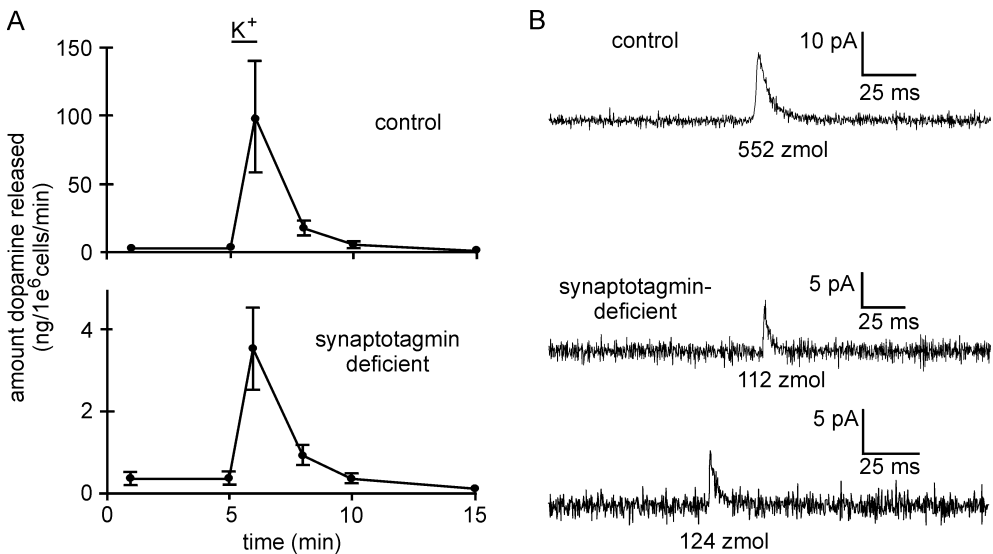 A
K+
150
100
50
0
control
amount dopamine released
(ng/1e6cells/min)
4
2
0
synaptotagmin
deficient
0 5 10 15
time (min)
B
control
10 pA
25 ms
552 zmol
synaptotagmin-
deficient
5 pA
25 ms
112 zmol
5 pA
25 ms
124 zmol